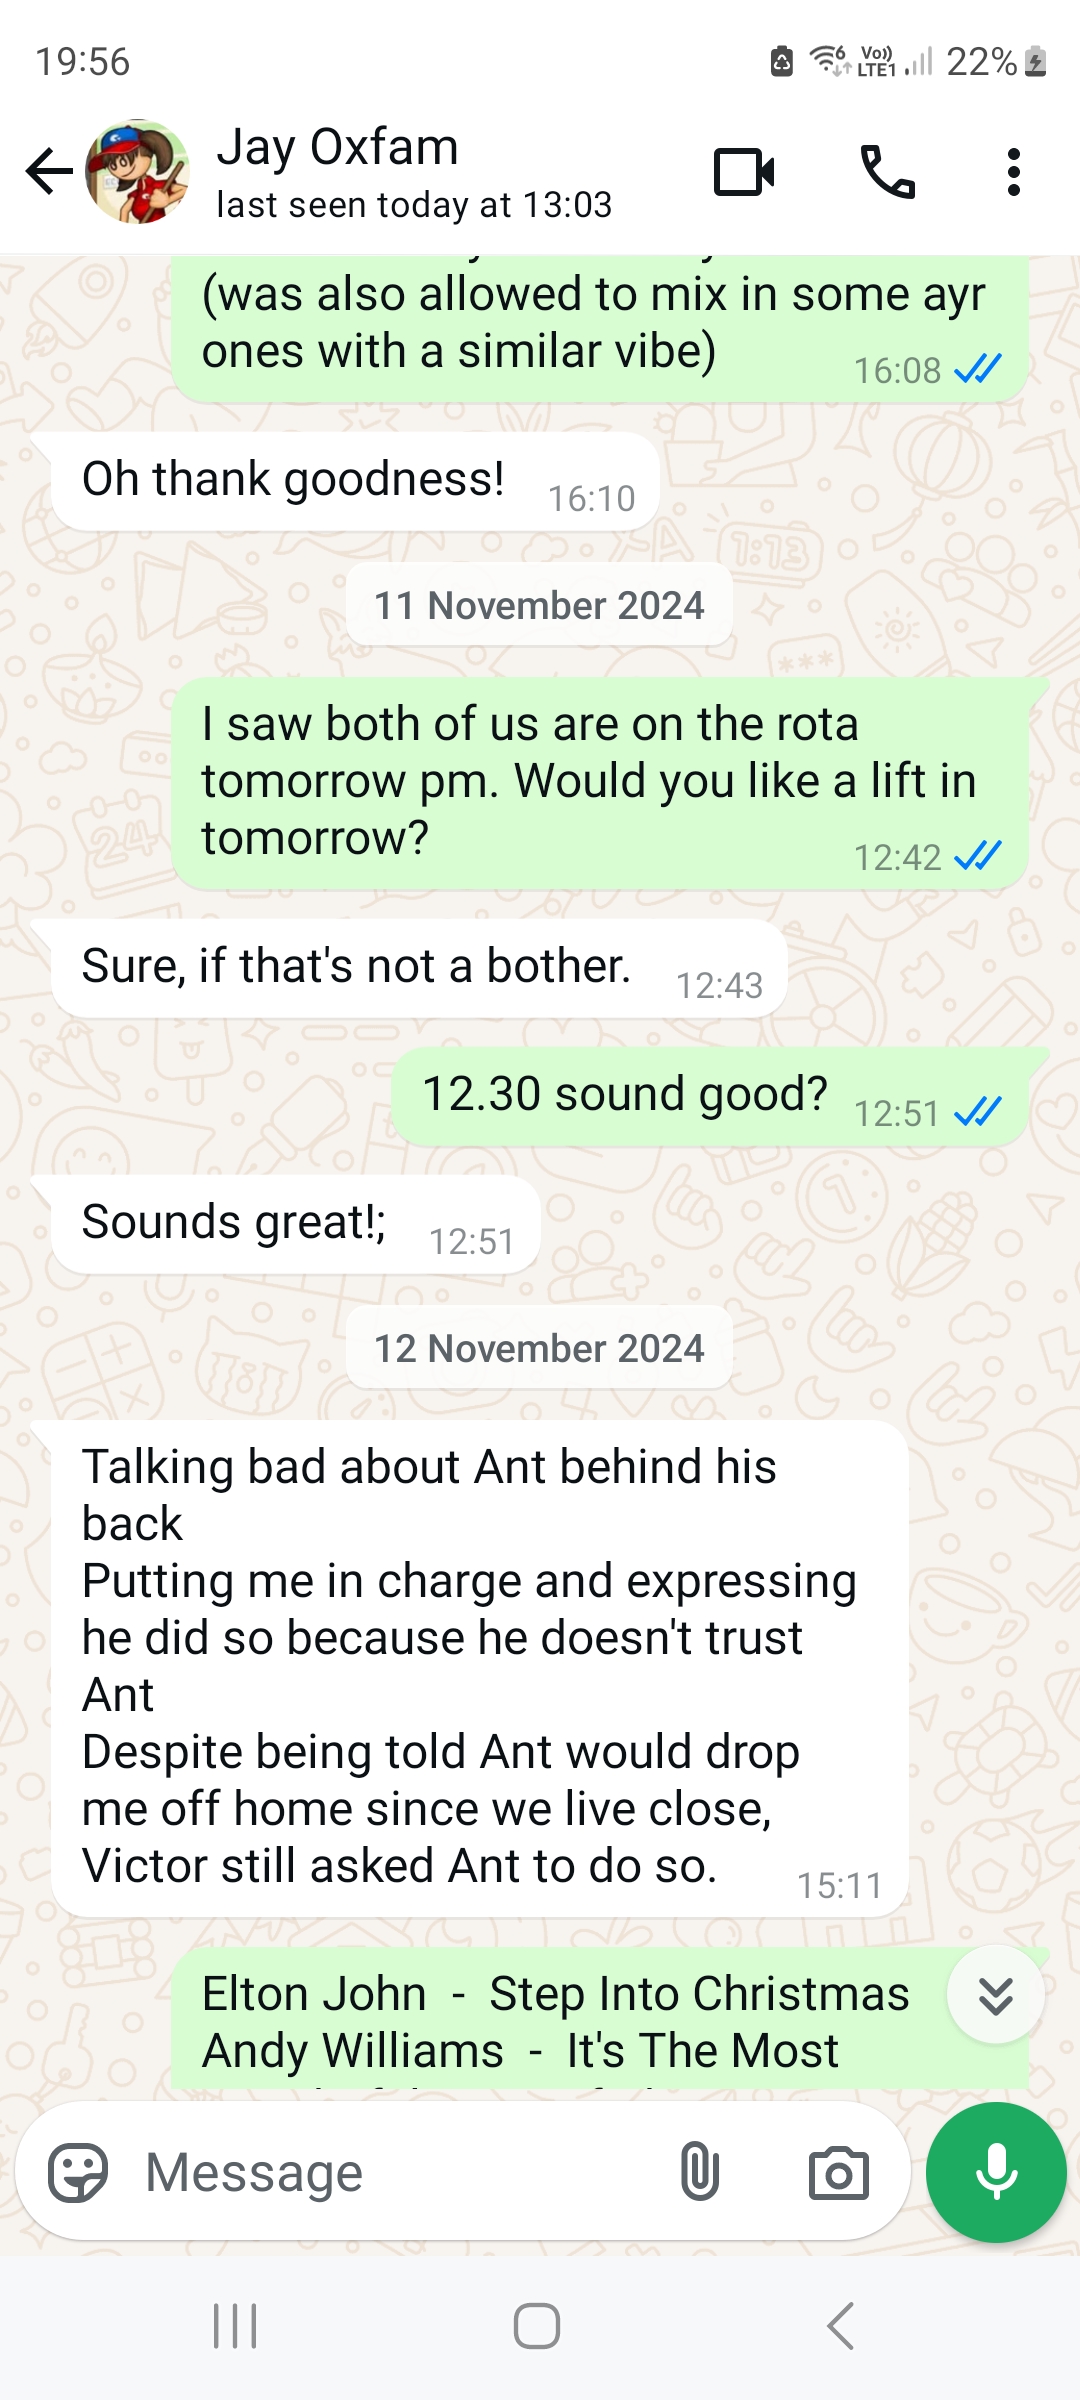 19:56
6 Vo)) LTE1 22%
Jay Oxfam
last seen today at 13:03
(was also allowed to mix in some ayr
ones with a similar vibe)
16:08
Oh thank goodness!
16:10
11 November 2024
I saw both of us are on the rota
tomorrow pm. Would you like a lift in
tomorrow?
12:42
Sure, if that's not a bother.
12:43
12.30 sound good?
12:51
Sounds great!;
12:51
12 November 2024
Talking bad about Ant behind his
back
Putting me in charge and expressing
he did so because he doesn't trust
Ant
Despite being told Ant would drop
me off home since we live close,
Victor still asked Ant to do so.
15:11
Elton John - Step Into Christmas
Andy Williams - It's The Most
Message